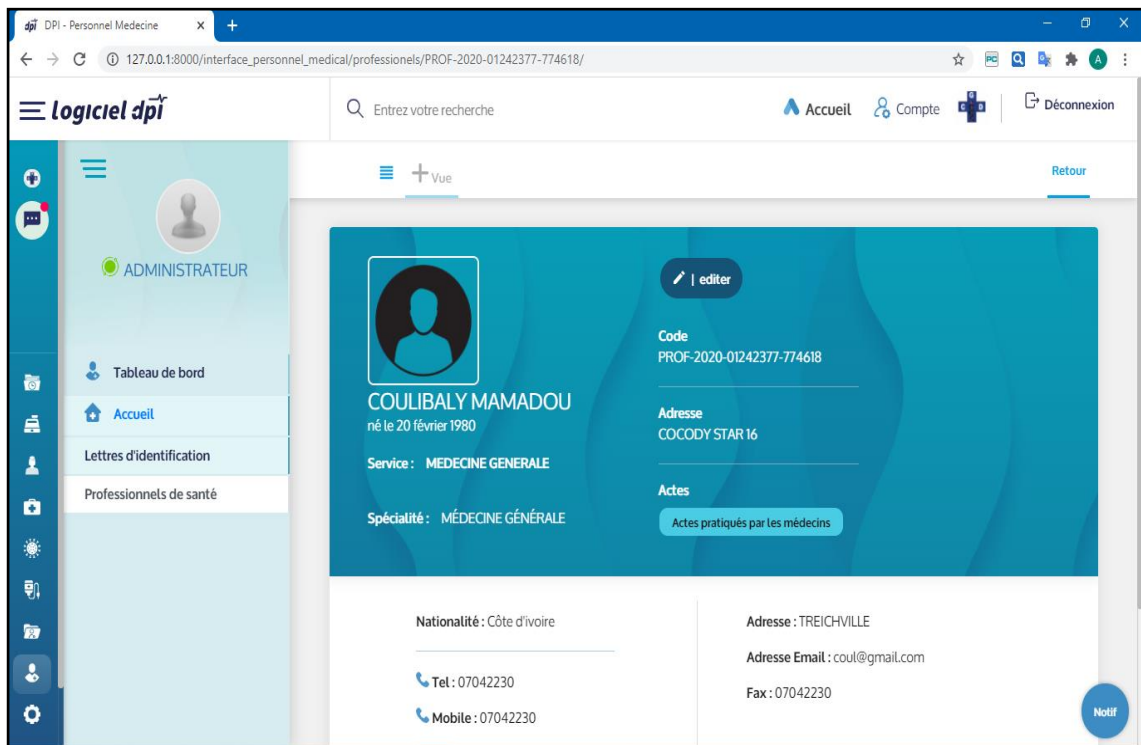 dpi DPI - Personnel Medecine
127.0.0.1:8000/interface_personnel_medical/professionels/PROF-2020-01242377-774618/
PC
A
Logiciel dpi
Entrez votre recherche
Accueil
Compte
Déconnexion
Vue
Retour
ADMINISTRATEUR
Tableau de bord
Accueil
Lettres d'identification
Professionnels de santé
COULIBALY MAMADOU
né le 20 février 1980
Service : MEDECINE GENERALE
Spécialité : MÉDECINE GÉNÉRALE
| editer
Code
PROF-2020-01242377-774618
Adresse
COCODY STAR 16
Actes
Actes pratiqués par les médecins
Nationalité : Côte d'ivoire
Tel : 07042230
Mobile : 07042230
Adresse : TREICHVILLE
Adresse Email : coul@gmail.com
Fax : 07042230
Notif